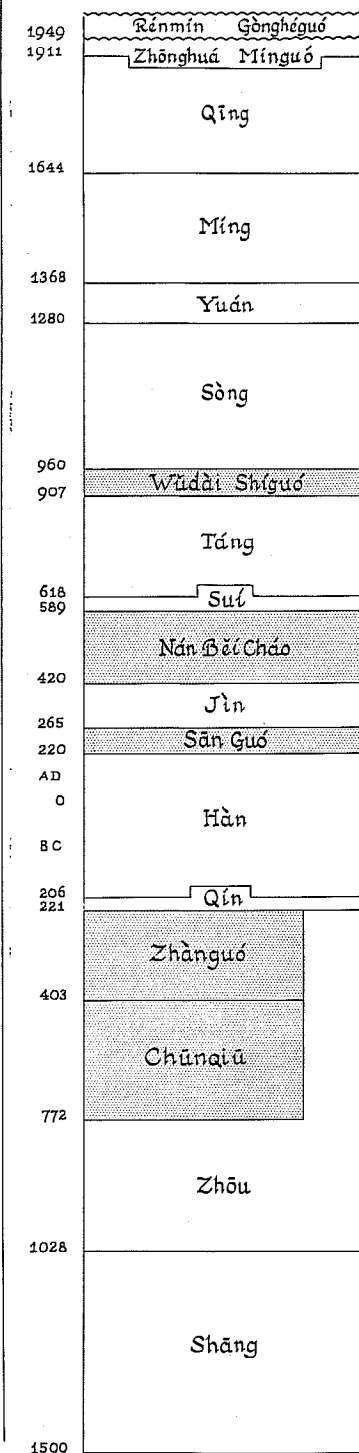 Rénmín Gònghéguó
1949
1911 Zhōnghuá Mínguó
Qīng
1644
Míng
1368
Yuán
1280
Sòng
960
Wǔdài Shíguó
907
Táng
618
Suí
589
Nán Běi Cháo
420
Jìn
265
Sān Guó
220
AD
0
Hàn
BC
206
Qín
221
Zhànguó
403
Chūnqiū
772
Zhōu
1028
Shāng
1500